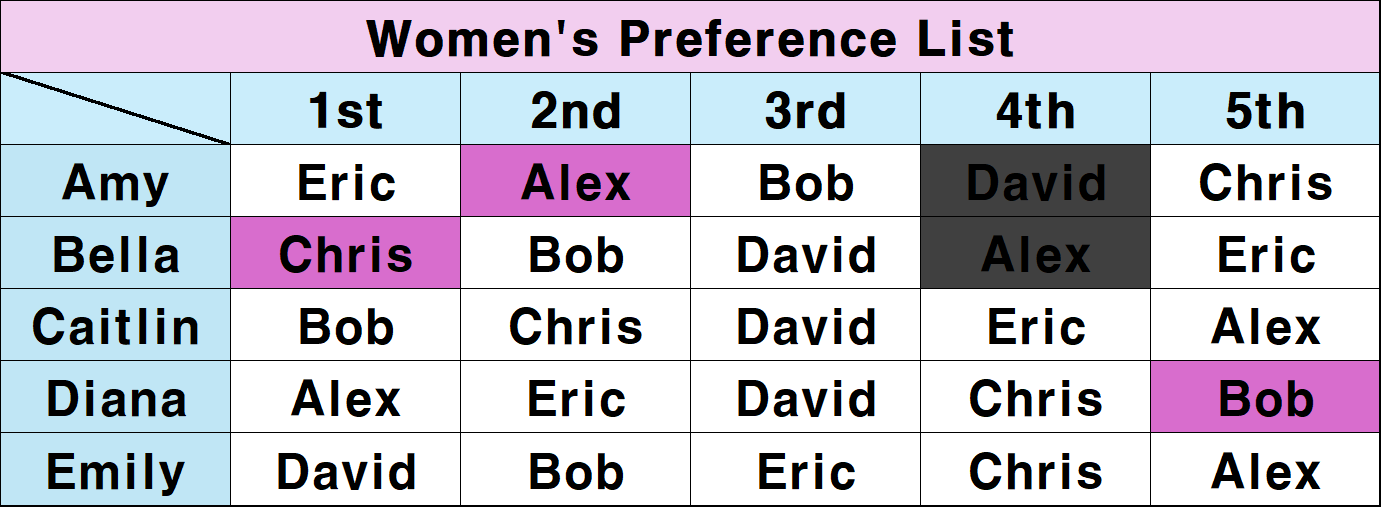 Women's Preference List
1st 2nd 3rd 4th 5th
Amy Eric Alex Bob David Chris
Bella Chris Bob David Alex Eric
Caitlin Bob Chris David Eric Alex
Diana Alex Eric David Chris Bob
Emily David Bob Eric Chris Alex